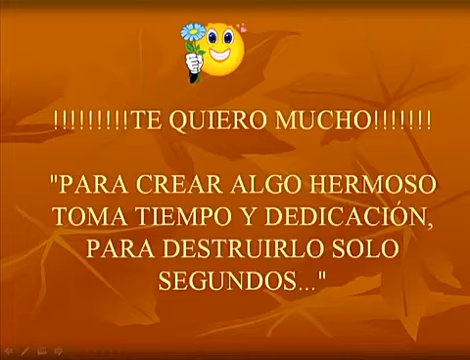 !!!!!!!!!TE QUIERO MUCHO!!!!!!!
"PARA CREAR ALGO HERMOSO
TOMA TIEMPO Y DEDICACIÓN,
PARA DESTRUIRLO SOLO
SEGUNDOS..."